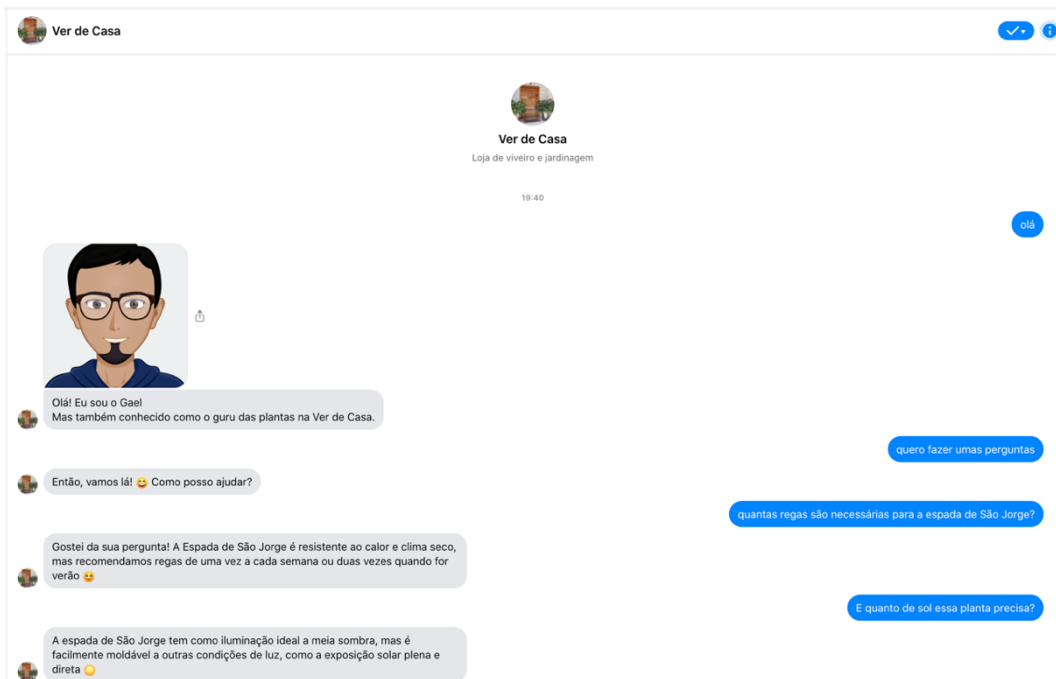 Ver de Casa
Ver de Casa
Loja de viveiro e jardinagem
19:40
olá
Olá! Eu sou o Gael
Mas também conhecido como o guru das plantas na Ver de Casa.
quero fazer umas perguntas
Então, vamos lá! 😄 Como posso ajudar?
quantas regas são necessárias para a espada de São Jorge?
Gostei da sua pergunta! A Espada de São Jorge é resistente ao calor e clima seco,
mas recomendamos regas de uma vez a cada semana ou duas vezes quando for
verão 😆
E quanto de sol essa planta precisa?
A espada de São Jorge tem como iluminação ideal a meia sombra, mas é
facilmente moldável a outras condições de luz, como a exposição solar plena e
direta 🌞